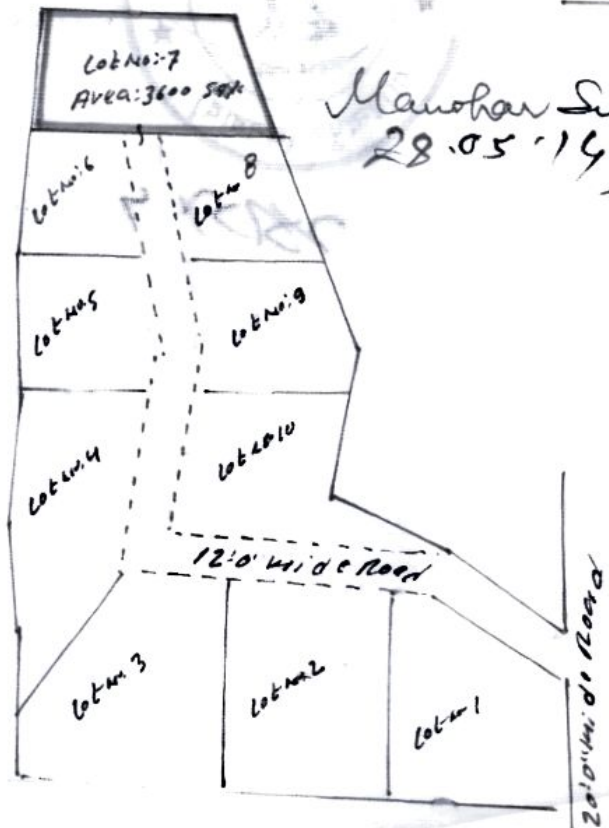 Lot No:-7
Area:3600 Sqft
Manohar Su
28.05.14
Lot No:6
Lot No 8
Lot No 5
Lot No:9
Lot No.4
Lot No 10
12'0" Wide Road
Lot No. 3
Lot No.2
Lot No 1
20'0" Wide Road